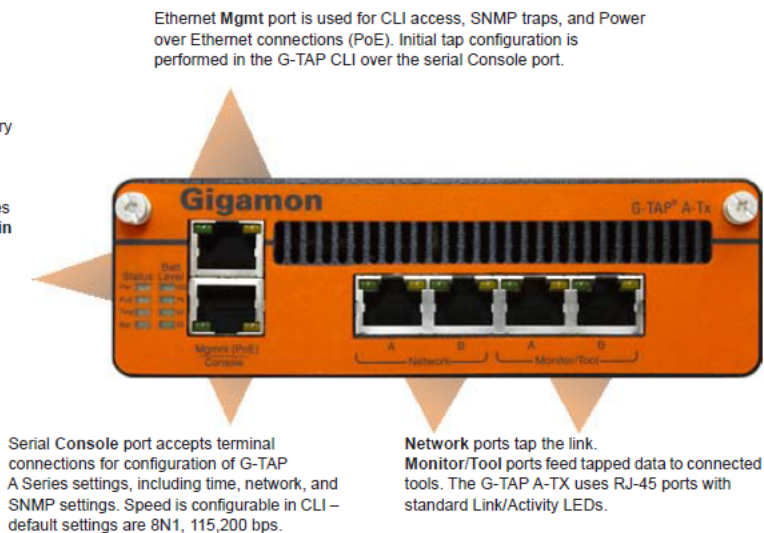 Ethernet Mgmt port is used for CLI access, SNMP traps, and Power
over Ethernet connections (PoE). Initial tap configuration is
performed in the G-TAP CLI over the serial Console port.
ry
es
in
Gigamon
G-TAP® A-Tx
Status
Batt
Level
Mgmnt (PoE)
Console
A
B
A
B
Network
Monitor/Tool
Serial Console port accepts terminal
connections for configuration of G-TAP
A Series settings, including time, network, and
SNMP settings. Speed is configurable in CLI –
default settings are 8N1, 115,200 bps.
Network ports tap the link.
Monitor/Tool ports feed tapped data to connected
tools. The G-TAP A-TX uses RJ-45 ports with
standard Link/Activity LEDs.